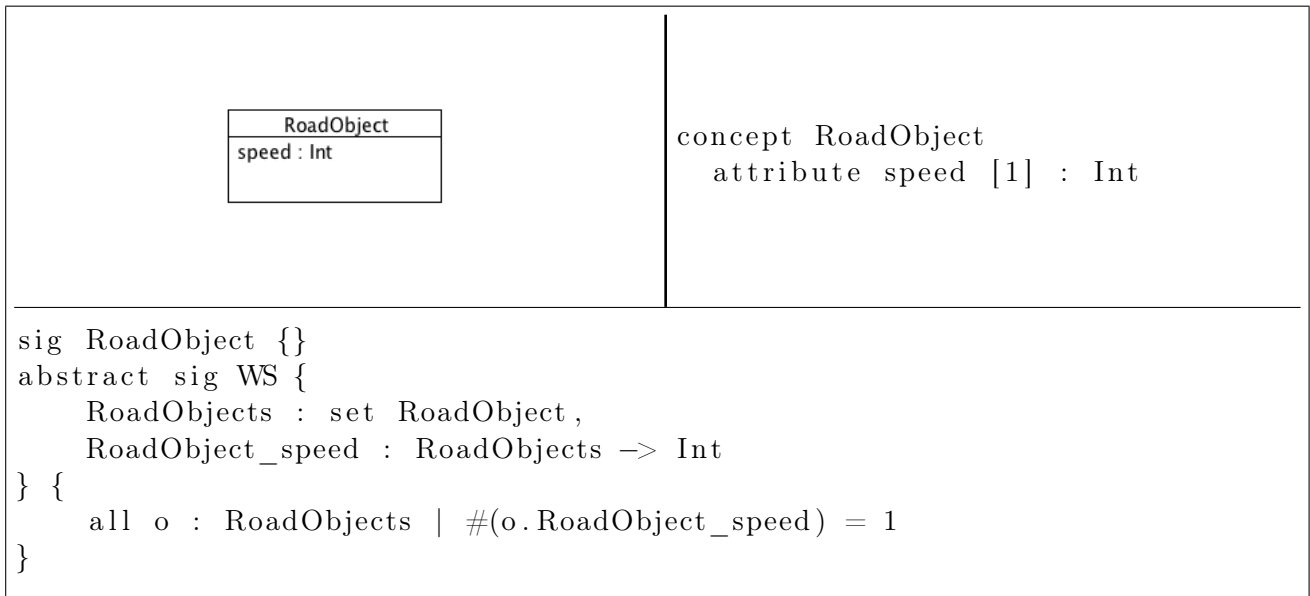 RoadObject
speed : Int
concept RoadObject
attribute speed [1] : Int
sig RoadObject {}
abstract sig WS {
RoadObjects : set RoadObject,
RoadObject_speed : RoadObjects -> Int
} {
all o : RoadObjects | #(o.RoadObject_speed) = 1
}